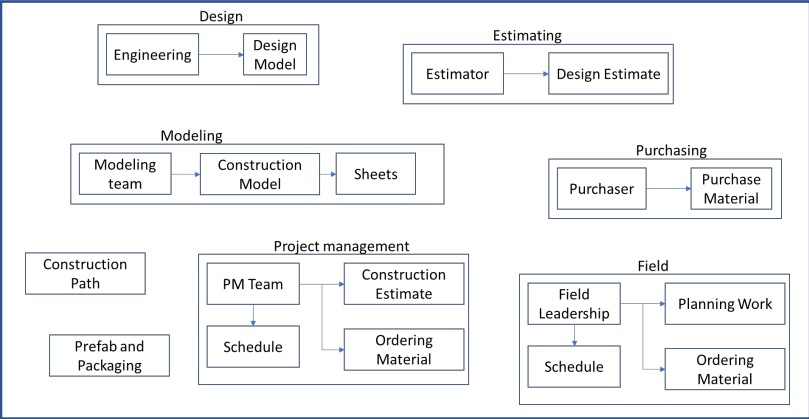 Design
Engineering
Design
Model
Estimating
Estimator
Design Estimate
Modeling
Modeling
team
Construction
Model
Sheets
Purchasing
Purchaser
Purchase
Material
Construction
Path
Prefab and
Packaging
Project management
PM Team
Construction
Estimate
Schedule
Ordering
Material
Field
Field
Leadership
Planning Work
Schedule
Ordering
Material